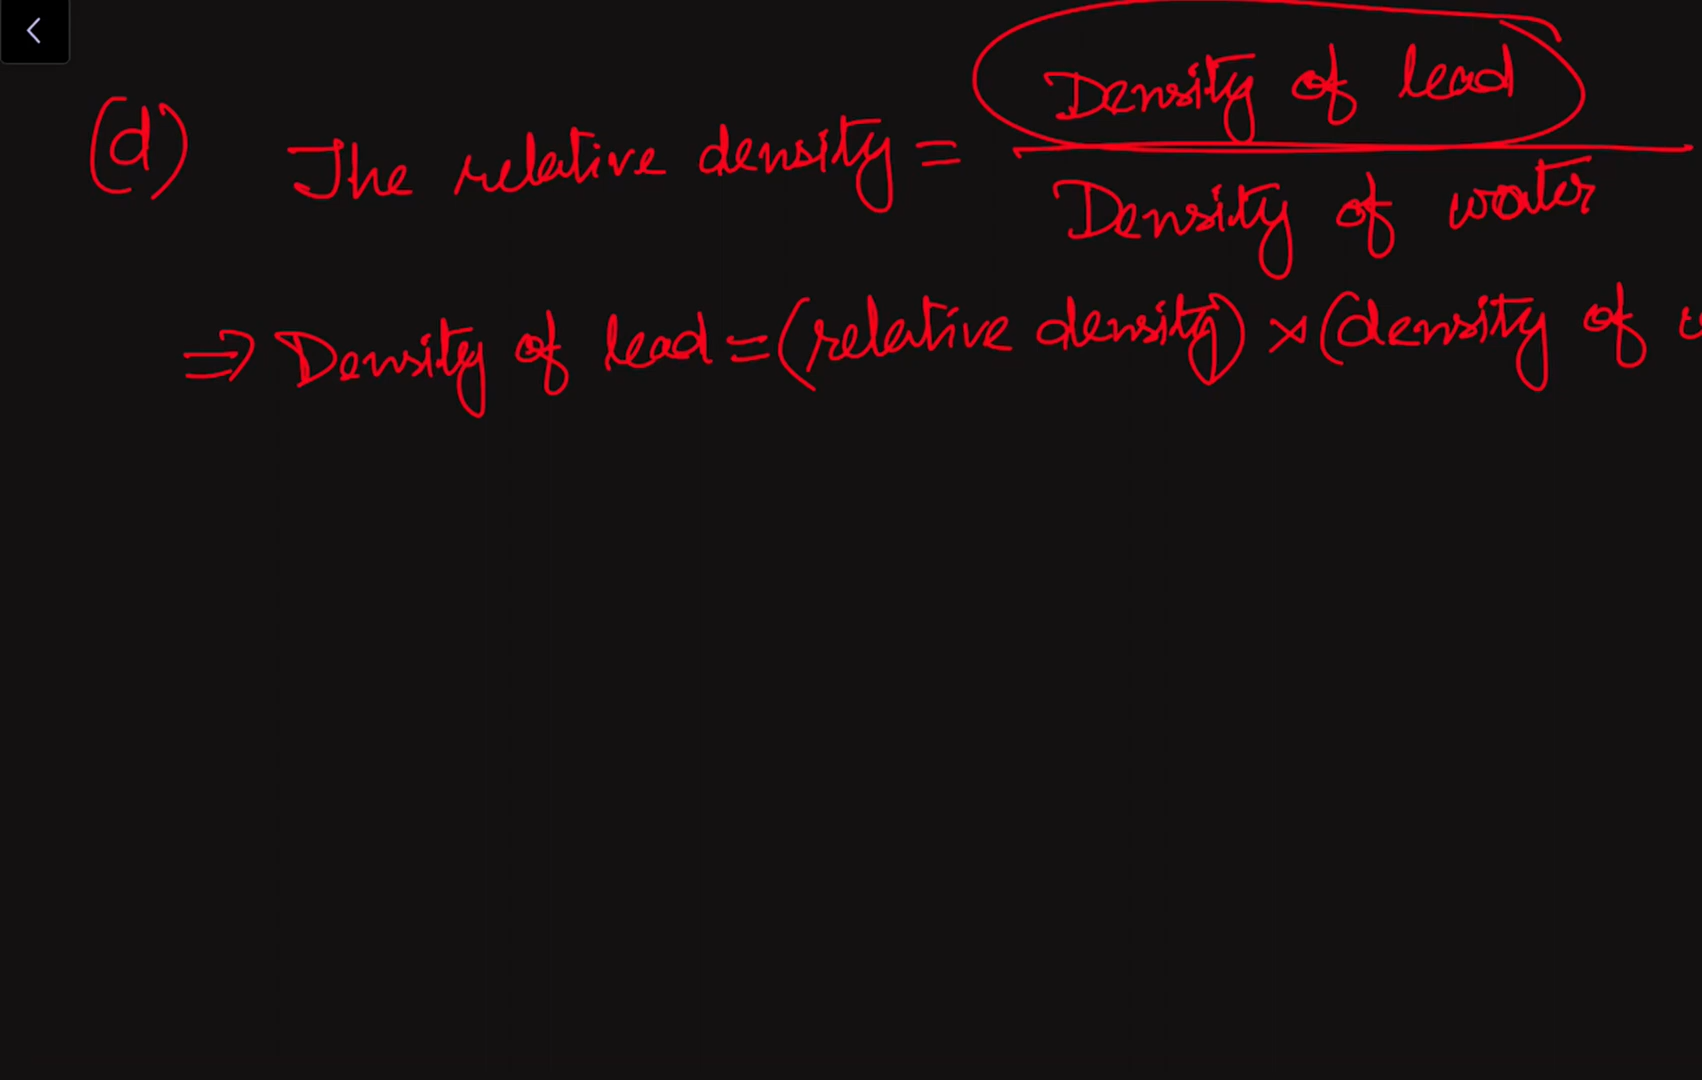 (d) The relative density = Density of lead / Density of water
⇒ Density of lead = (relative density) × (density of